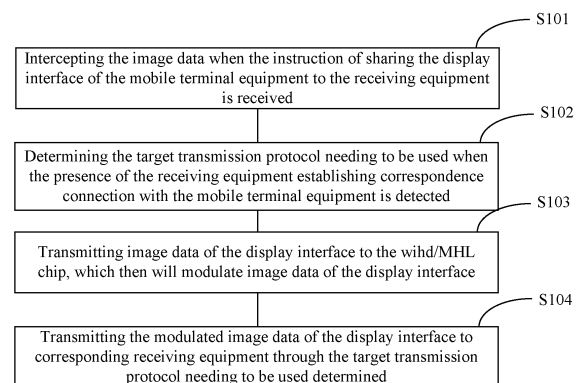 S101
Intercepting the image data when the instruction of sharing the display
interface of the mobile terminal equipment to the receiving equipment
is received
S102
Determining the target transmission protocol needing to be used when
the presence of the receiving equipment establishing correspondence
connection with the mobile terminal equipment is detected
S103
Transmitting image data of the display interface to the wihd/MHL
chip, which then will modulate image data of the display interface
S104
Transmitting the modulated image data of the display interface to
corresponding receiving equipment through the target transmission
protocol needing to be used determined